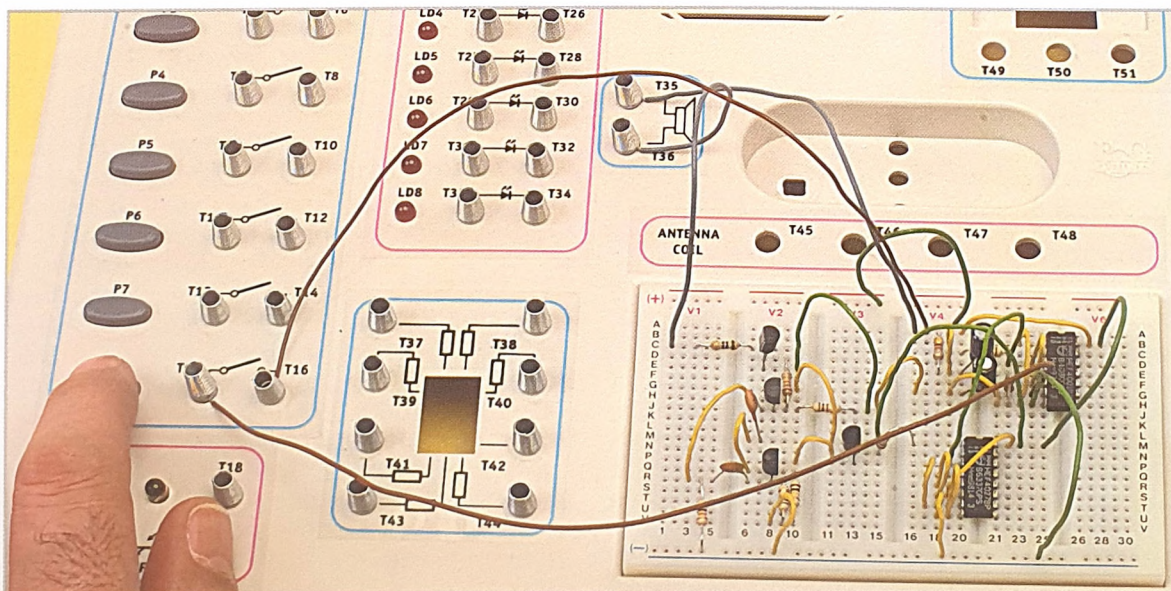 P4
P5
P6
P7
T8
T10
T12
T14
T16
T18
LD4
LD5
LD6
LD7
LD8
T26
T28
T30
T32
T34
T35
T36
T49
T50
T51
ANTENNA
COIL
T45
T46
T47
T48
T37
T38
T39
T40
T41
T42
T43
T44
(+)
V1
V2
V3
V4
A
B
C
D
E
F
G
H
J
K
L
M
N
P
Q
R
S
T
U
V
(-)
1
3
5
6
8
10
11
13
15
16
18
20
21
23
25
26
28
30